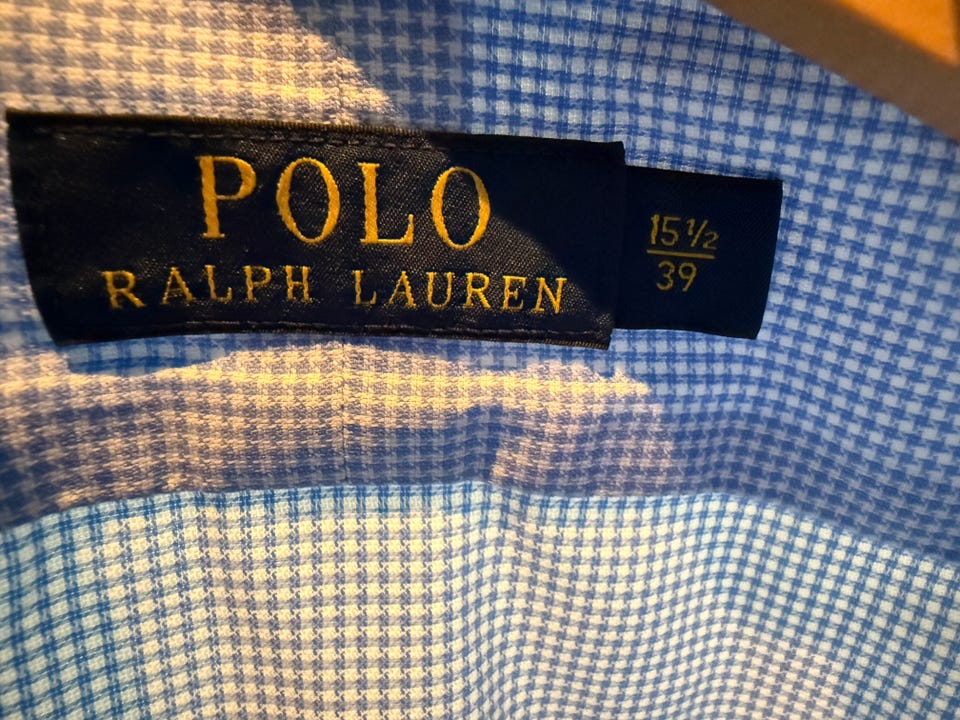 POLO
RALPH LAUREN
15½
39